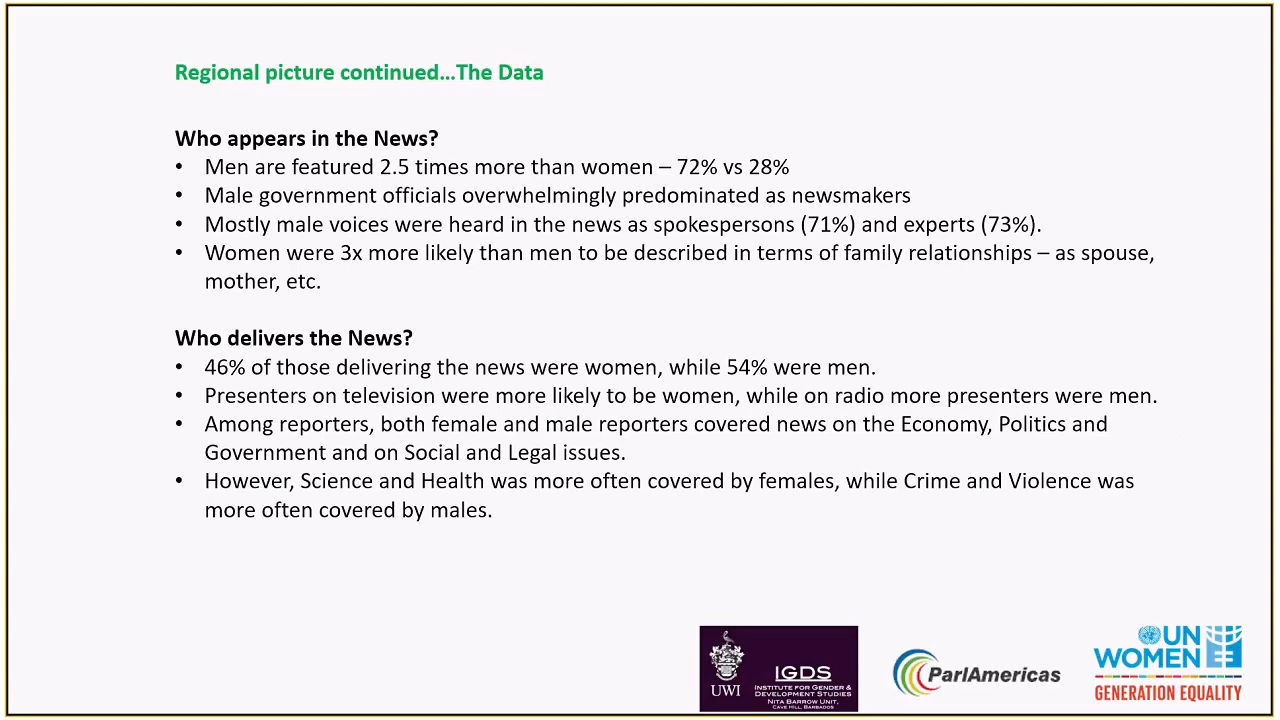 Regional picture continued...The Data
Who appears in the News?
• Men are featured 2.5 times more than women – 72% vs 28%
• Male government officials overwhelmingly predominated as newsmakers
• Mostly male voices were heard in the news as spokespersons (71%) and experts (73%).
• Women were 3x more likely than men to be described in terms of family relationships – as spouse,
mother, etc.
Who delivers the News?
• 46% of those delivering the news were women, while 54% were men.
• Presenters on television were more likely to be women, while on radio more presenters were men.
• Among reporters, both female and male reporters covered news on the Economy, Politics and
Government and on Social and Legal issues.
• However, Science and Health was more often covered by females, while Crime and Violence was
more often covered by males.
UWI
IGDS
INSTITUTE FOR GENDER &
DEVELOPMENT STUDIES
NITA BARROW UNIT,
CAVE HILL, BARBADOS
ParlAmericas
UN
WOMEN
GENERATION EQUALITY